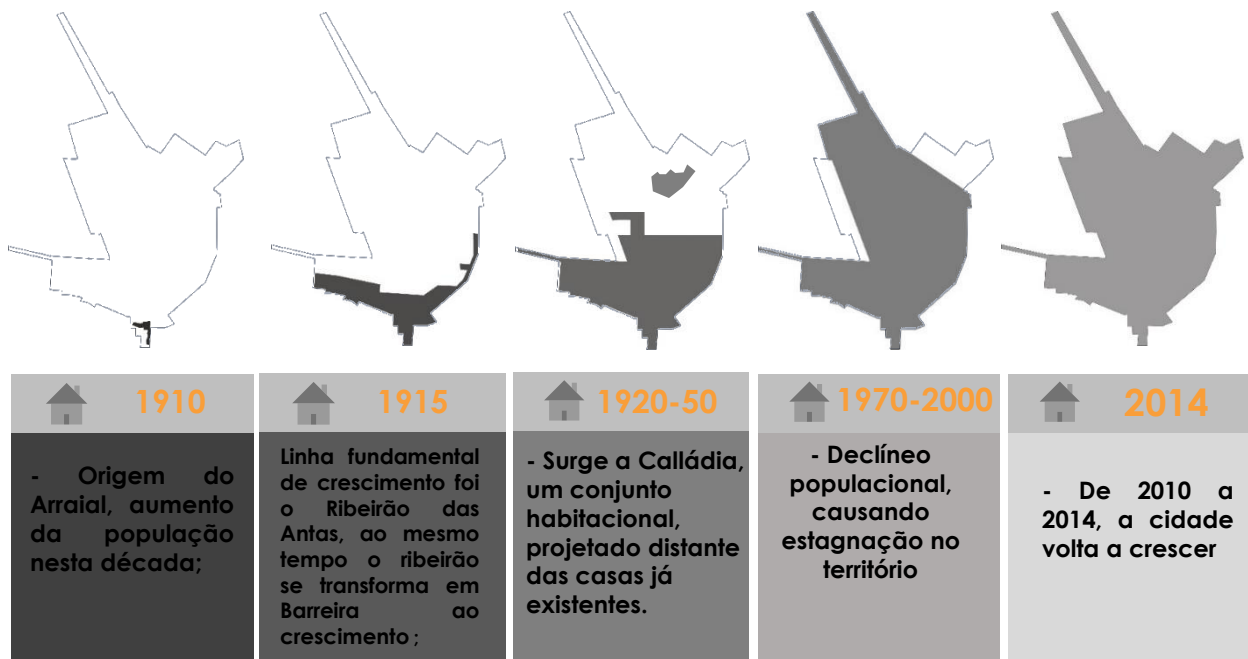 1910
- Origem do
Arraial, aumento
da população
nesta década;
1915
Linha fundamental
de crescimento foi
o Ribeirão das
Antas, ao mesmo
tempo o ribeirão
se transforma em
Barreira ao
crescimento ;
1920-50
- Surge a Calládia,
um conjunto
habitacional,
projetado distante
das casas já
existentes.
1970-2000
- Declíneo
populacional,
causando
estagnação no
território
2014
- De 2010 a
2014, a cidade
volta a crescer